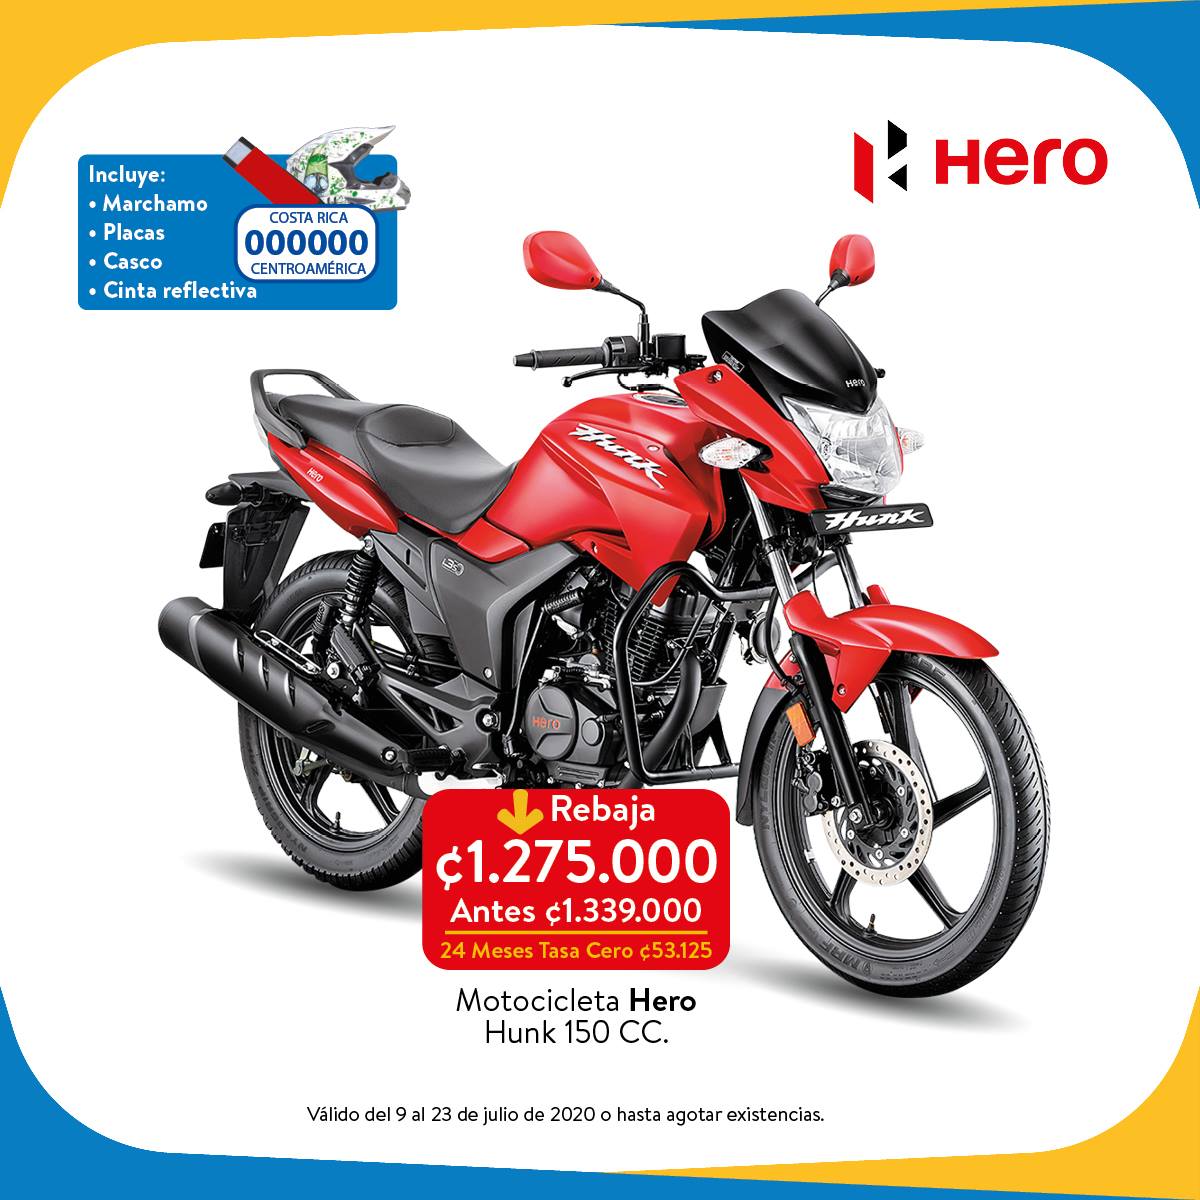 Incluye:
• Marchamo
• Placas
• Casco
• Cinta reflectiva
COSTA RICA
000000
CENTROAMÉRICA
Hero
Hero
Hunk
Hero
Hunk
Hero
Rebaja
¢1.275.000
Antes ¢1.339.000
24 Meses Tasa Cero ¢53.125
Motocicleta Hero
Hunk 150 CC.
Válido del 9 al 23 de julio de 2020 o hasta agotar existencias.